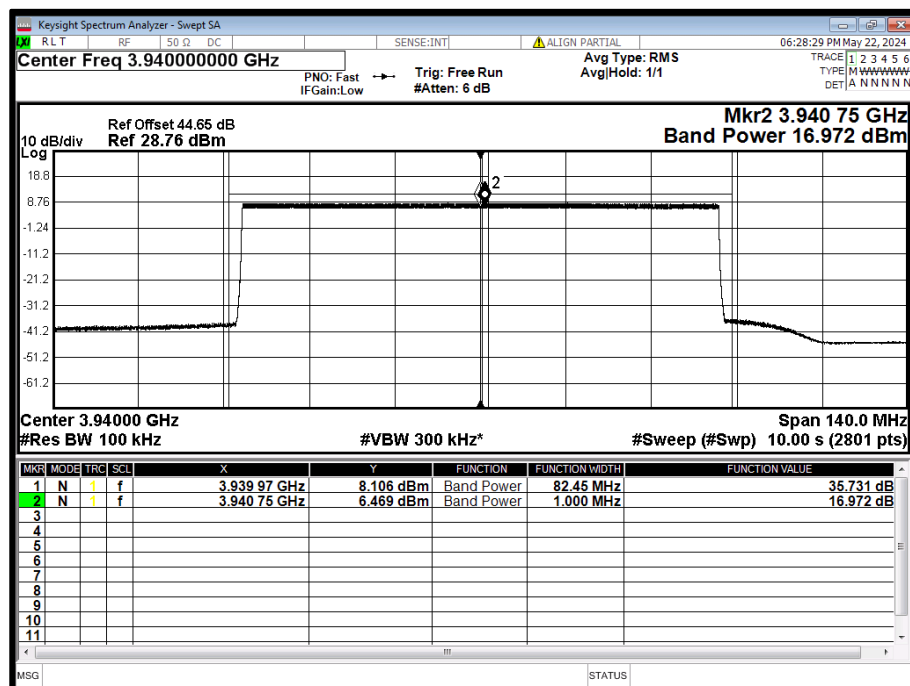 Keysight Spectrum Analyzer - Swept SA
LXI R L T RF 50 Ω DC SENSE:INT ALIGN PARTIAL 06:28:29 PM May 22, 2024
Center Freq 3.940000000 GHz
PNO: Fast
IFGain:Low
Trig: Free Run
#Atten: 6 dB
Avg Type: RMS
Avg|Hold: 1/1
TRACE 1 2 3 4 5 6
TYPE M W W W W W
DET A N N N N N
Mkr2 3.940 75 GHz
Band Power 16.972 dBm
Ref Offset 44.65 dB
10 dB/div Ref 28.76 dBm
Log
18.8
8.76
-1.24
-11.2
-21.2
-31.2
-41.2
-51.2
-61.2
2
Center 3.94000 GHz Span 140.0 MHz
#Res BW 100 kHz #VBW 300 kHz* #Sweep (#Swp) 10.00 s (2801 pts)
MKR MODE TRC SCL X Y FUNCTION FUNCTION WIDTH FUNCTION VALUE
1 N 1 f 3.939 97 GHz 8.106 dBm Band Power 82.45 MHz 35.731 dB
2 N 1 f 3.940 75 GHz 6.469 dBm Band Power 1.000 MHz 16.972 dB
3
4
5
6
7
8
9
10
11
MSG STATUS